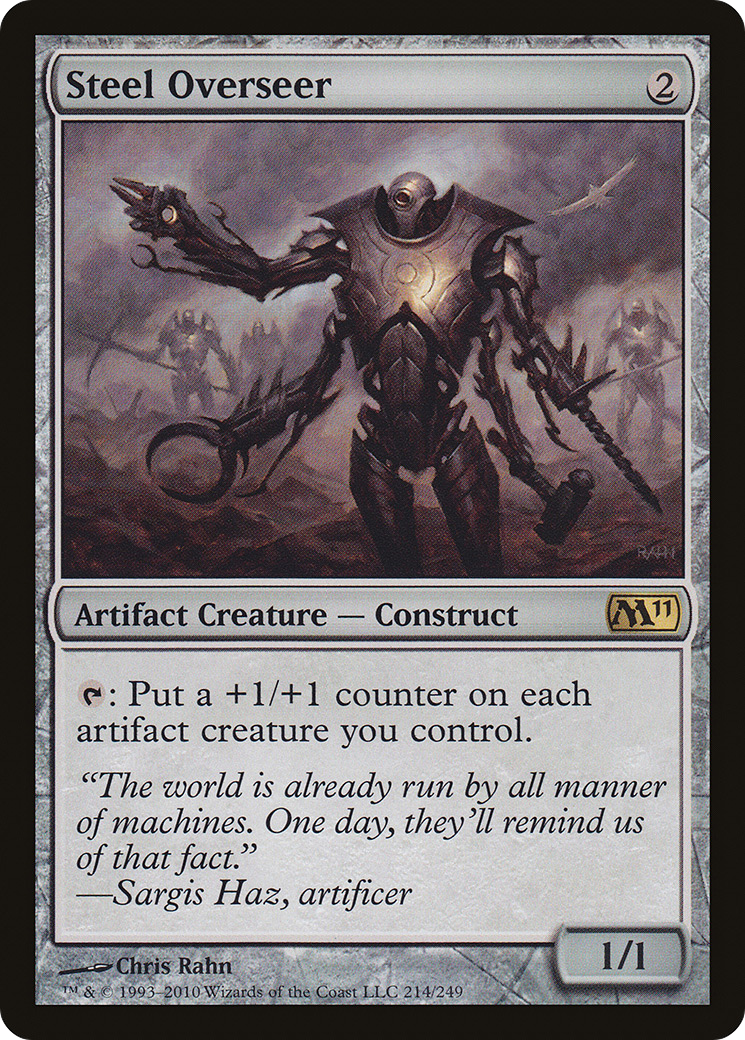 Steel Overseer 2
RAHN
Artifact Creature — Construct M11
: Put a +1/+1 counter on each
artifact creature you control.
“The world is already run by all manner
of machines. One day, they’ll remind us
of that fact.”
—Sargis Haz, artificer
1/1
Chris Rahn
™ & © 1993–2010 Wizards of the Coast LLC 214/249